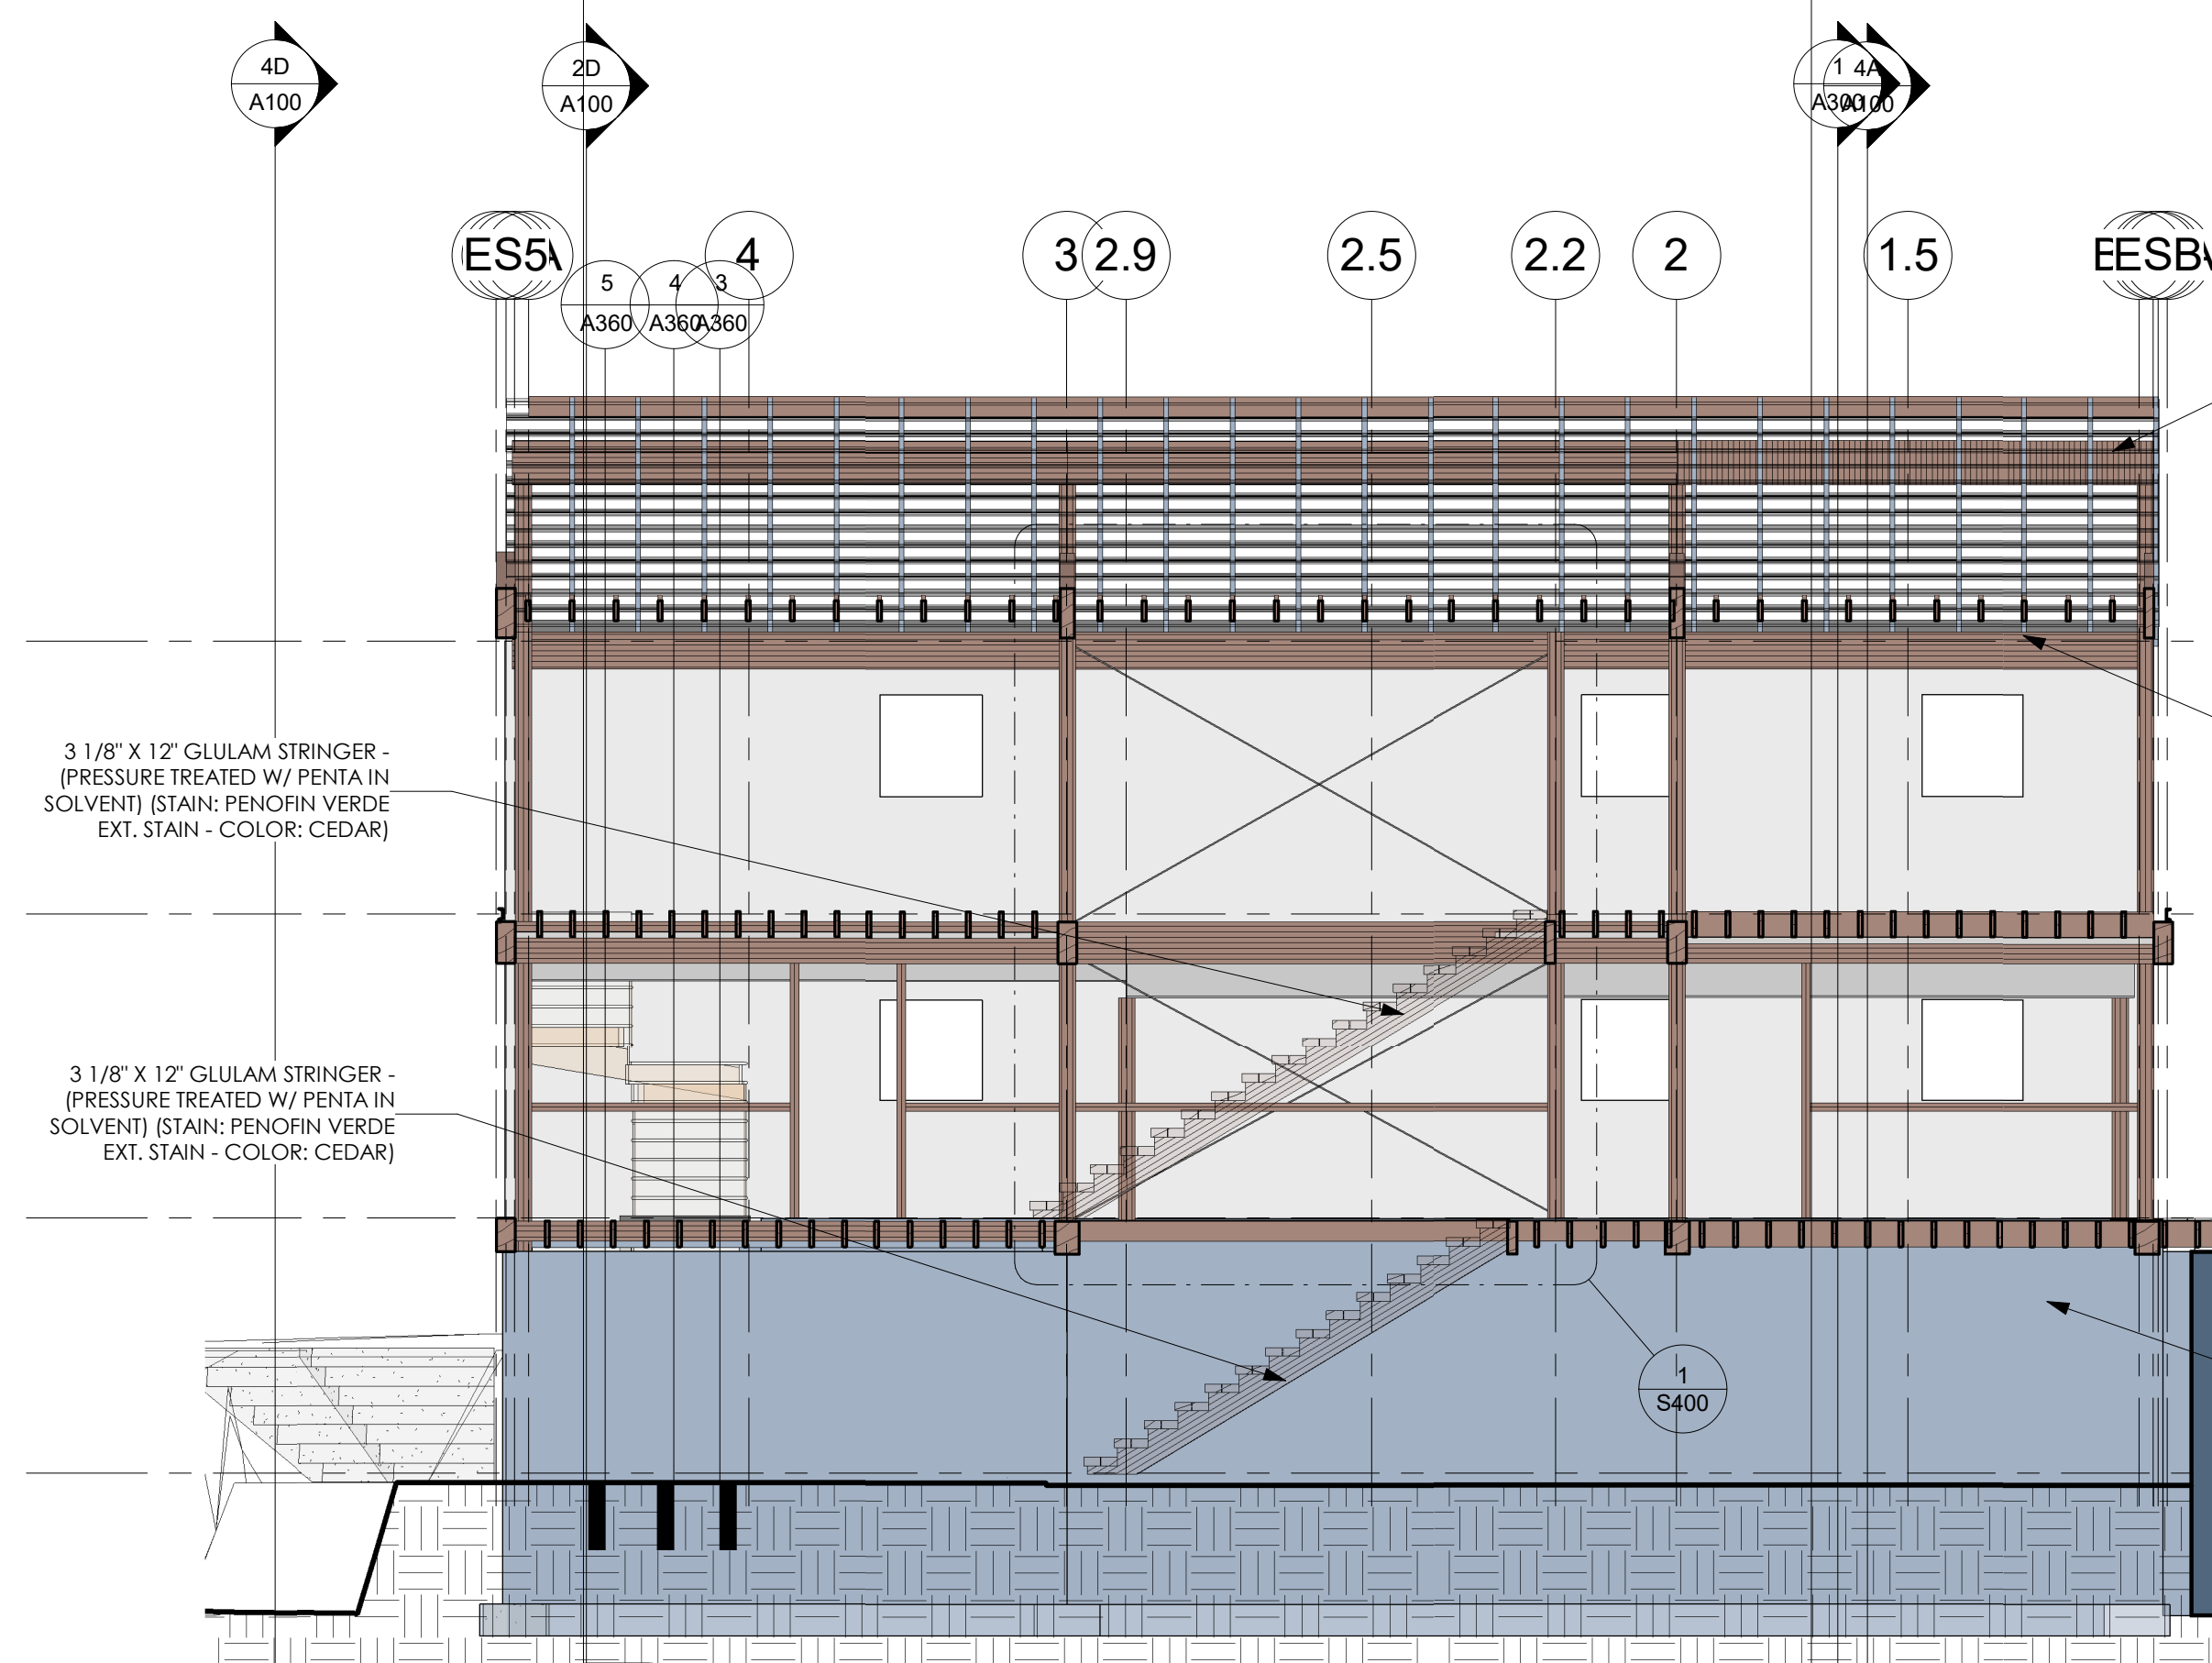 4D
A100
2D
A100
1
A300
4A
A100
ES5
4
3
2.9
2.5
2.2
2
1.5
5
A360
4
A360
3
A360
3 1/8" X 12" GLULAM STRINGER -
(PRESSURE TREATED W/ PENTA IN
SOLVENT) (STAIN: PENOFIN VERDE
EXT. STAIN - COLOR: CEDAR)
3 1/8" X 12" GLULAM STRINGER -
(PRESSURE TREATED W/ PENTA IN
SOLVENT) (STAIN: PENOFIN VERDE
EXT. STAIN - COLOR: CEDAR)
1
S400